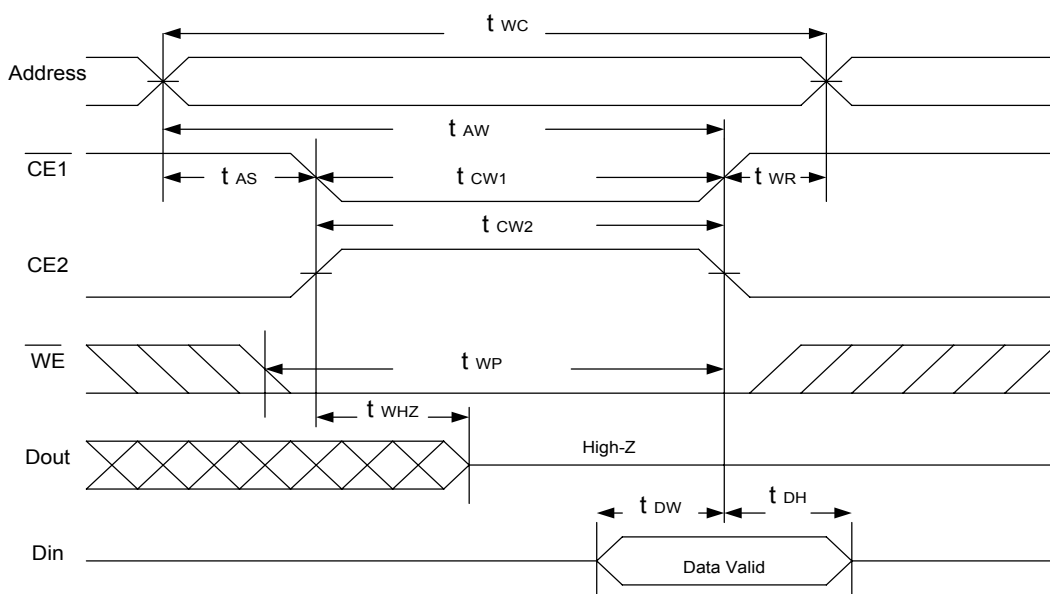 t WC
Address
t AW
CE1
t AS
t CW1
t WR
t CW2
CE2
WE
t WP
t WHZ
Dout
High-Z
t DW
t DH
Din
Data Valid